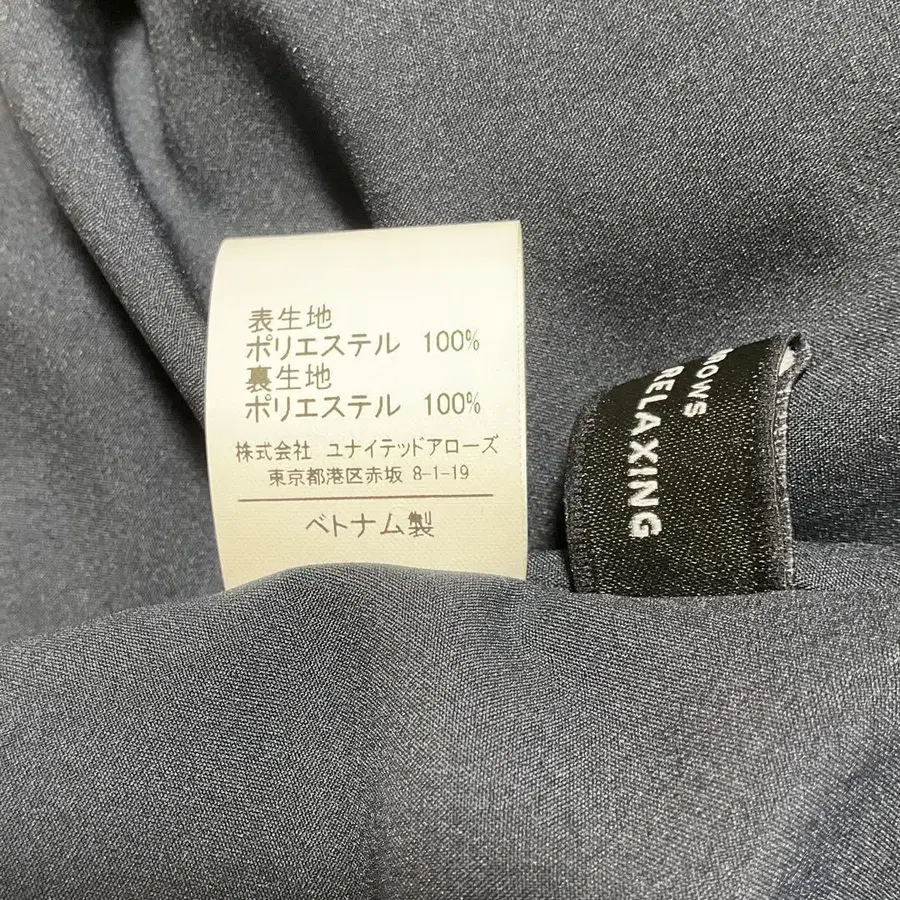 表生地
ポリエステル 100%
裏生地
ポリエステル 100%
株式会社 ユナイテッドアローズ
東京都港区赤坂 8-1-19
ベトナム製
ROWS
RELAXING